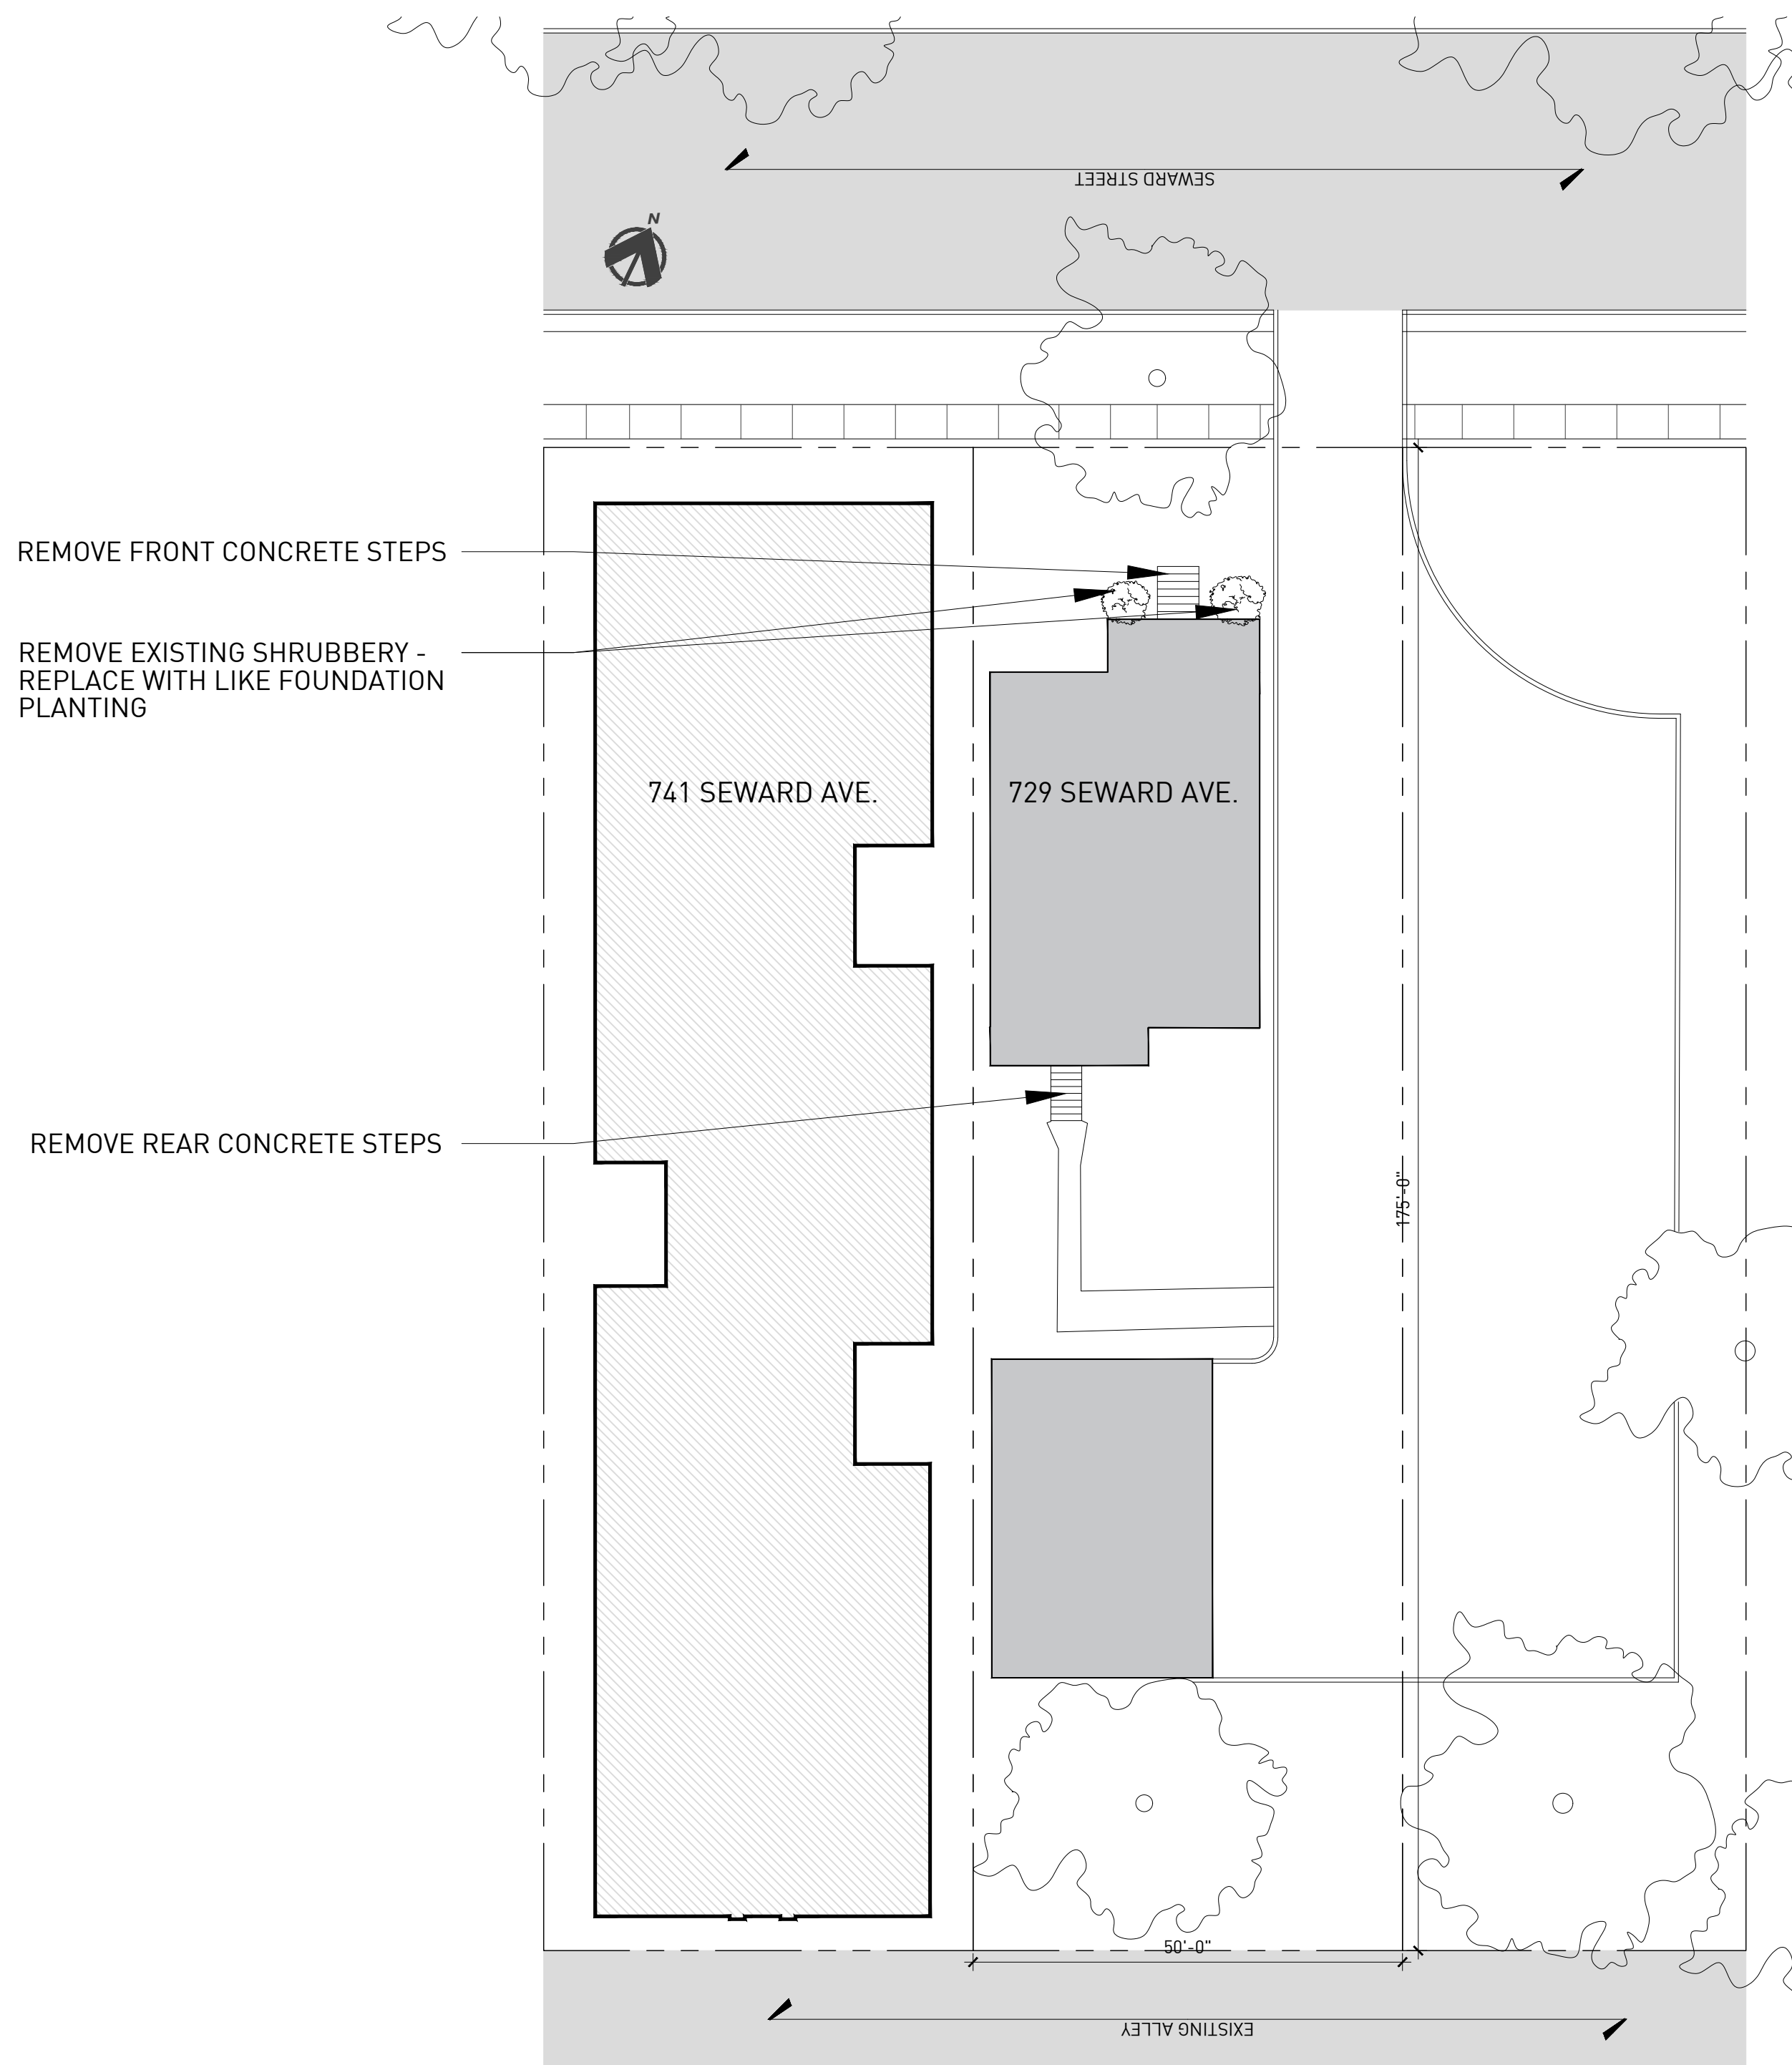 SEWARD STREET
N
REMOVE FRONT CONCRETE STEPS
REMOVE EXISTING SHRUBBERY -
REPLACE WITH LIKE FOUNDATION
PLANTING
741 SEWARD AVE.
729 SEWARD AVE.
REMOVE REAR CONCRETE STEPS
175'-0"
50'-0"
EXISTING ALLEY